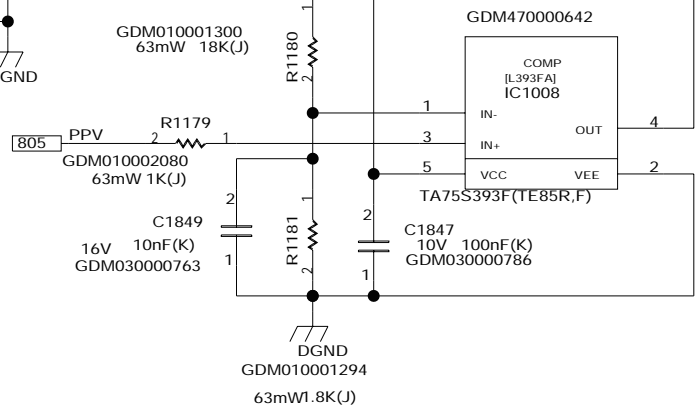 1
GDM470000642
GDM010001300
63mW 18K(J)
R1180
2
GND
COMP
[L393FA]
IC1008
1
IN-
OUT
4
805
PPV
2
R1179
1
3
IN+
GDM010002080
63mW 1K(J)
5
VCC
VEE
2
TA75S393F(TE85R,F)
2
1
C1849
16V 10nF(K)
GDM030000763
1
R1181
2
2
C1847
10V 100nF(K)
GDM030000786
1
DGND
GDM010001294
63mW1.8K(J)